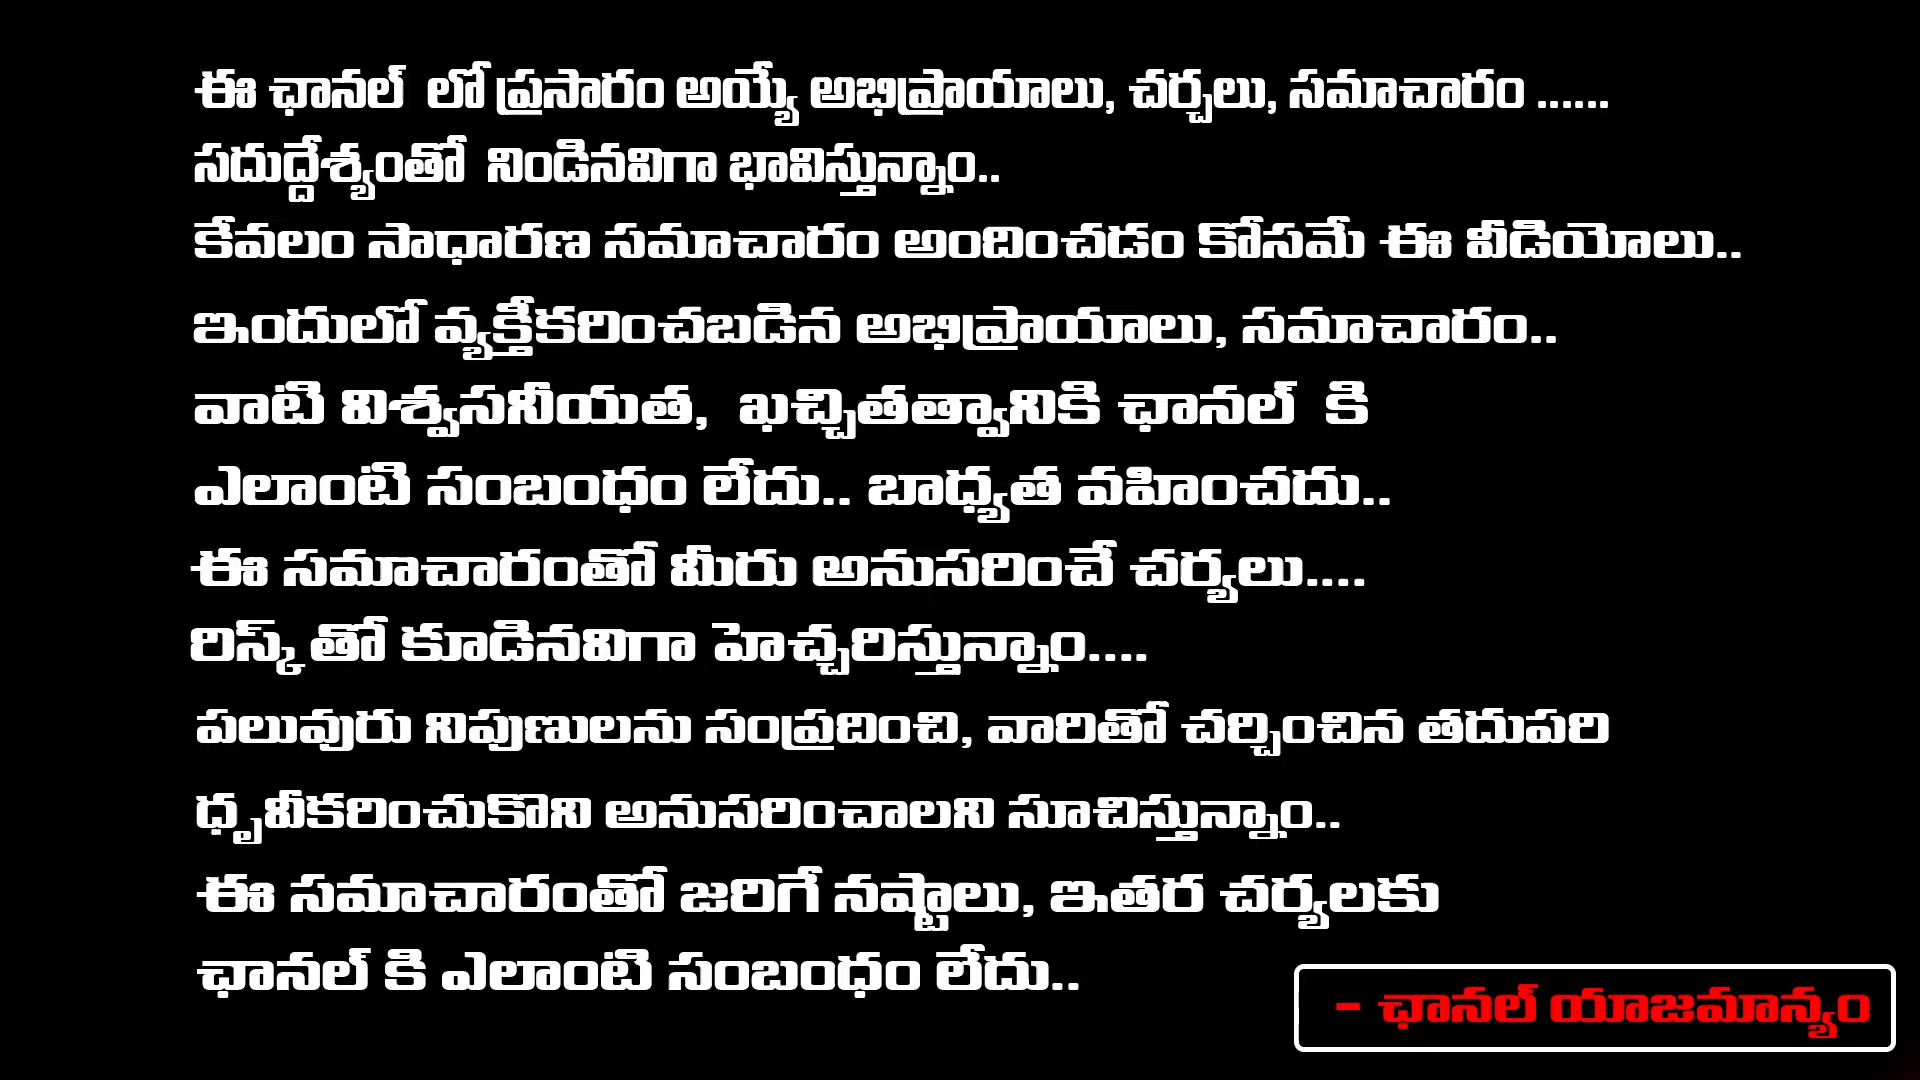 ఈ ఛానల్ లో ప్రసారం అయ్యే అభిప్రాయాలు, చర్చలు, సమాచారం ......
సదుద్దేశ్యంతో నిండినవిగా భావిస్తున్నాం..
కేవలం సాధారణ సమాచారం అందించడం కోసమే ఈ వీడియోలు..
ఇందులో వ్యక్తీకరించబడిన అభిప్రాయాలు, సమాచారం..
వాటి విశ్వసనీయత, ఖచ్చితత్వానికి ఛానల్ కి
ఎలాంటి సంబంధం లేదు.. బాధ్యత వహించదు..
ఈ సమాచారంతో మీరు అనుసరించే చర్యలు....
రిస్క్ తో కూడినవిగా హెచ్చరిస్తున్నాం....
పలువురు నిపుణులను సంప్రదించి, వారితో చర్చించిన తదుపరి
ధృవీకరించుకొని అనుసరించాలని సూచిస్తున్నాం..
ఈ సమాచారంతో జరిగే నష్టాలు, ఇతర చర్యలకు
ఛానల్ కి ఎలాంటి సంబంధం లేదు..
- ఛానల్ యాజమాన్యం